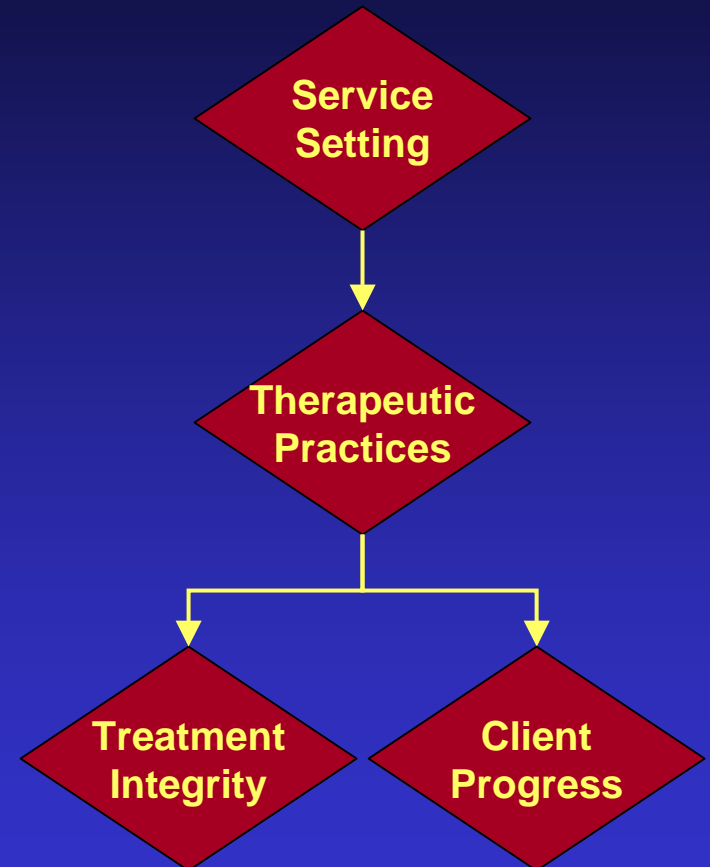 Service
Setting
Therapeutic
Practices
Treatment
Integrity
Client
Progress